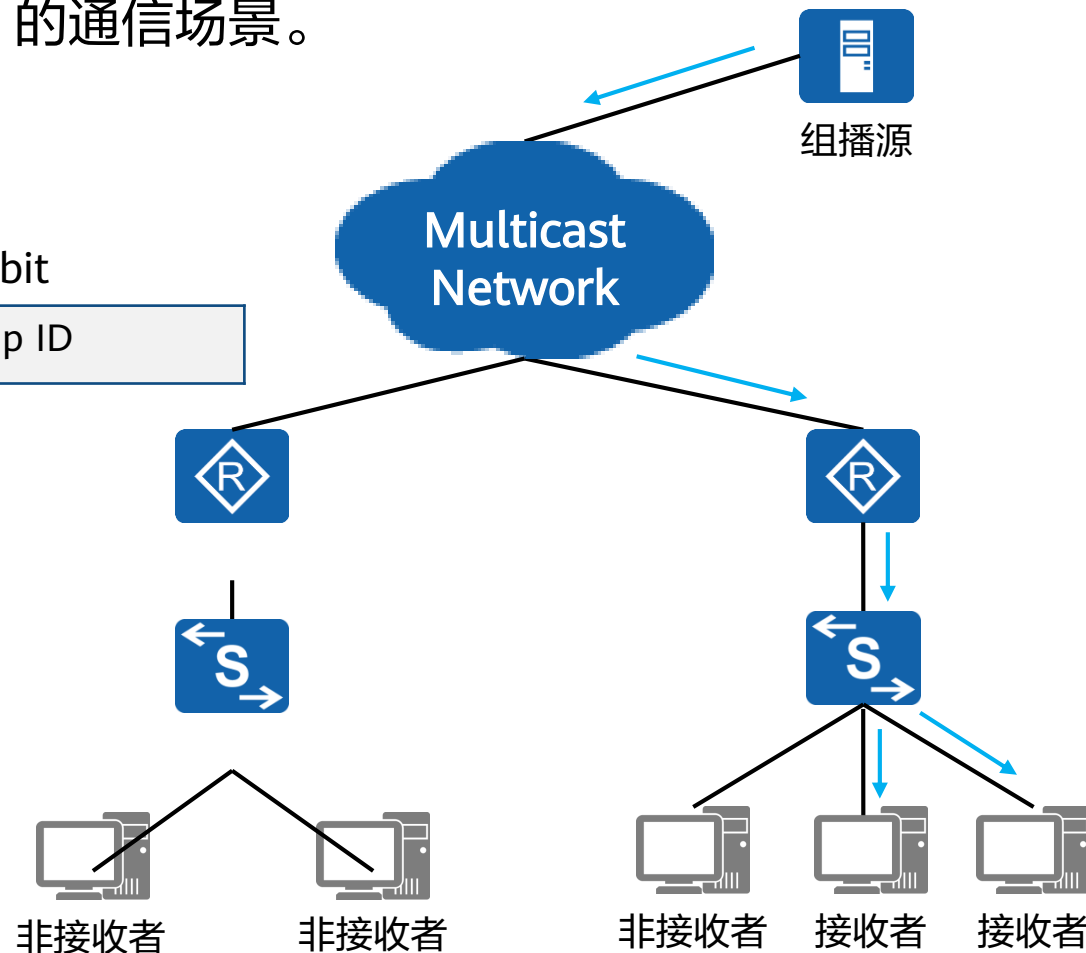 的通信场景。
组播源
Multicast
Network
bit
p ID
R
R
S
S
非接收者
非接收者
非接收者
接收者
接收者